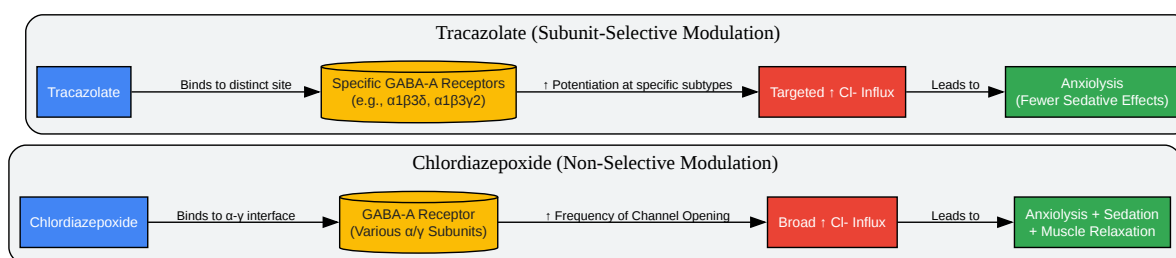 Tracazolate (Subunit-Selective Modulation)
Tracazolate
Binds to distinct site
Specific GABA-A Receptors
(e.g., α1β3δ, α1β3γ2)
↑ Potentiation at specific subtypes
Targeted ↑ Cl- Influx
Leads to
Anxiolysis
(Fewer Sedative Effects)
Chlordiazepoxide (Non-Selective Modulation)
Chlordiazepoxide
Binds to α-γ interface
GABA-A Receptor
(Various α/γ Subunits)
↑ Frequency of Channel Opening
Broad ↑ Cl- Influx
Leads to
Anxiolysis + Sedation
+ Muscle Relaxation